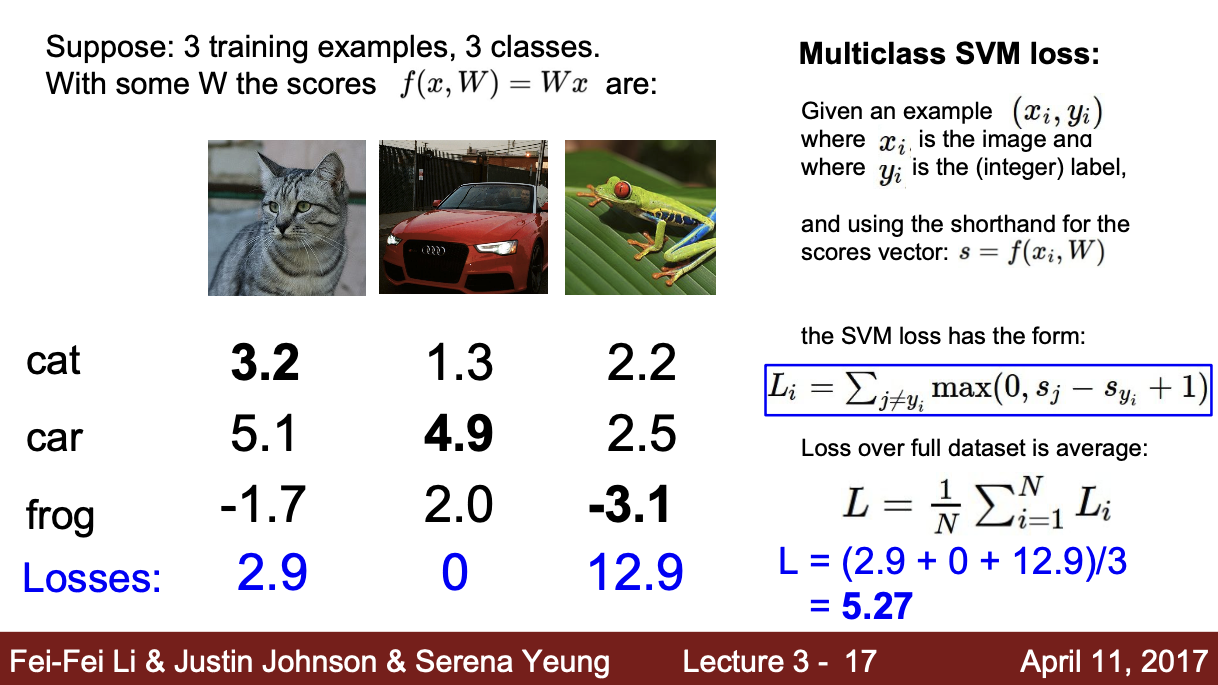 Suppose: 3 training examples, 3 classes.
With some W the scores f(x, W) = Wx are:
cat 3.2 1.3 2.2
car 5.1 4.9 2.5
frog -1.7 2.0 -3.1
Losses: 2.9 0 12.9
Multiclass SVM loss:
Given an example (x_i, y_i)
where x_i is the image and
where y_i is the (integer) label,
and using the shorthand for the
scores vector: s = f(x_i, W)
the SVM loss has the form:
L_i = ∑_{j≠y_i} max(0, s_j − s_{y_i} + 1)
Loss over full dataset is average:
L = \frac{1}{N} ∑_{i=1}^{N} L_i
L = (2.9 + 0 + 12.9)/3
= 5.27
Fei-Fei Li & Justin Johnson & Serena Yeung Lecture 3 - 17 April 11, 2017